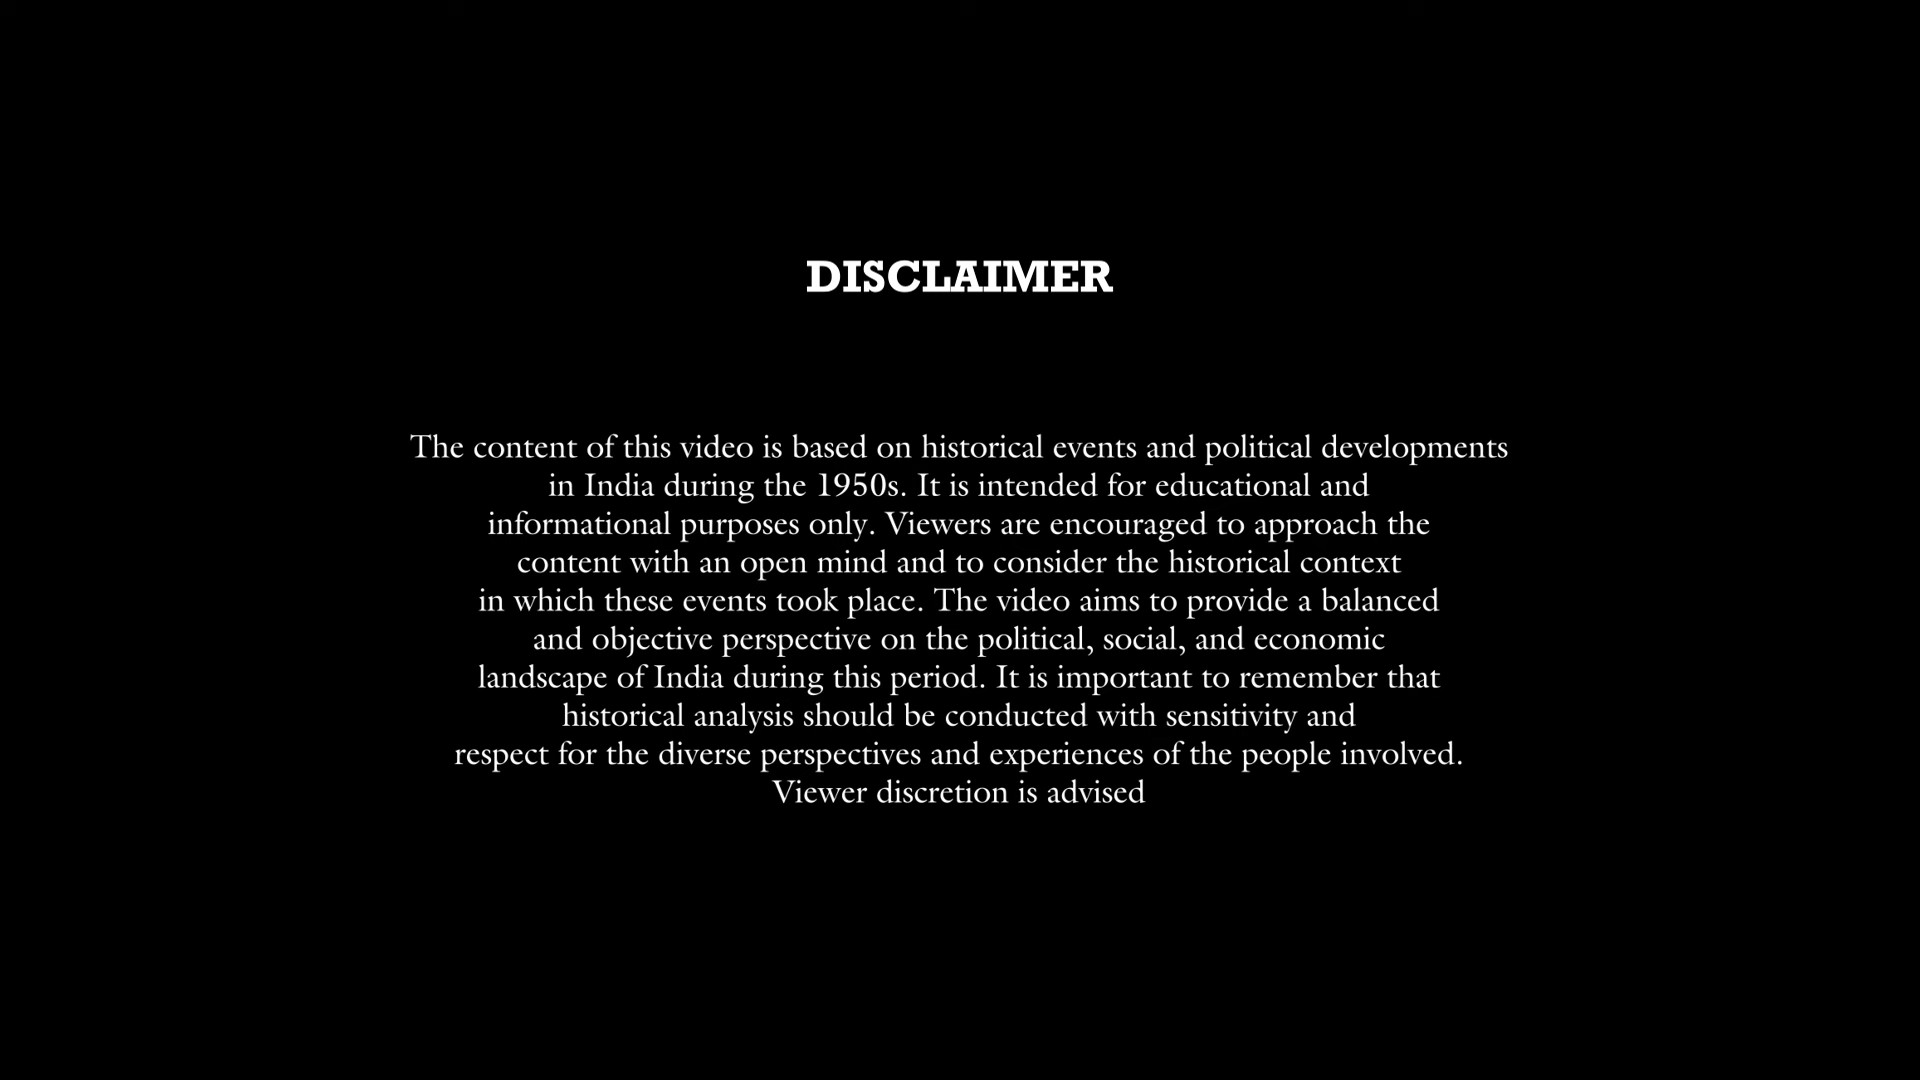 DISCLAIMER
The content of this video is based on historical events and political developments
in India during the 1950s. It is intended for educational and
informational purposes only. Viewers are encouraged to approach the
content with an open mind and to consider the historical context
in which these events took place. The video aims to provide a balanced
and objective perspective on the political, social, and economic
landscape of India during this period. It is important to remember that
historical analysis should be conducted with sensitivity and
respect for the diverse perspectives and experiences of the people involved.
Viewer discretion is advised